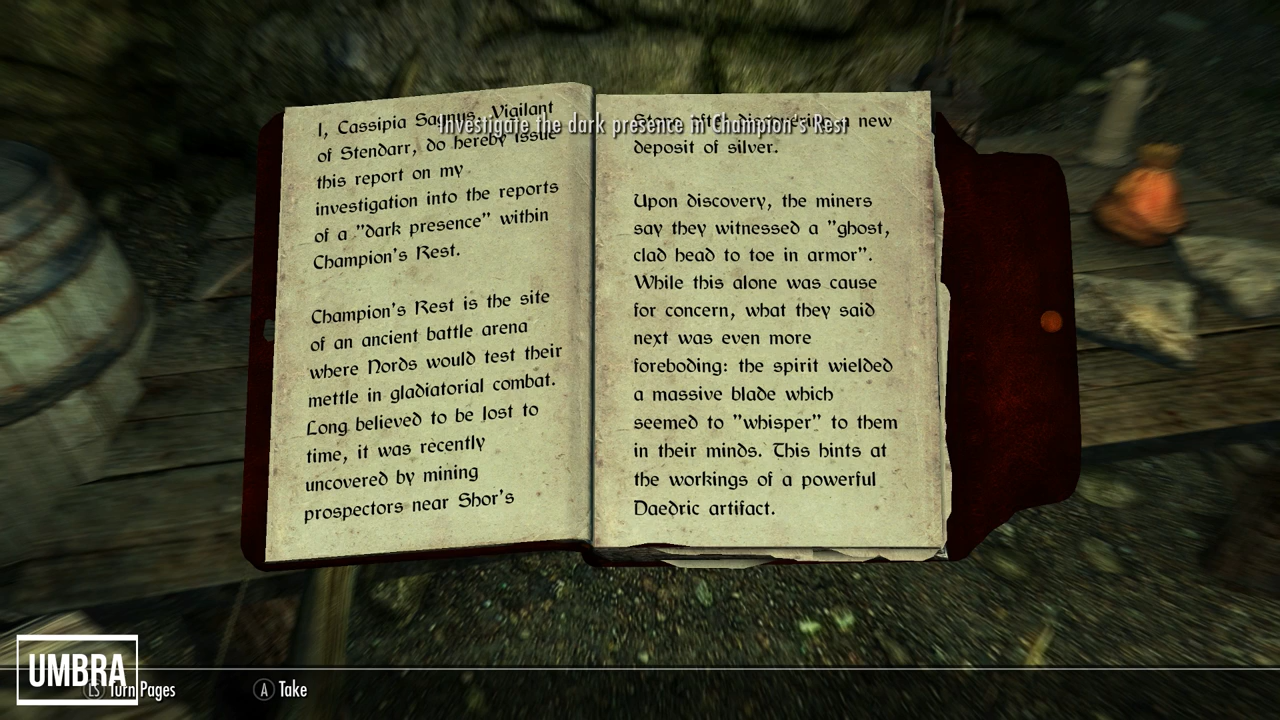 I, Cassipia Sagnus, Vigilant
of Stendarr, do hereby issue
this report on my
investigation into the reports
of a "dark presence" within
Champion's Rest.
Champion's Rest is the site
of an ancient battle arena
where Nords would test their
mettle in gladiatorial combat.
Long believed to be lost to
time, it was recently
uncovered by mining
prospectors near Shor's
Investigate the dark presence in Champion's Rest
Stone after discovering a new
deposit of silver.
Upon discovery, the miners
say they witnessed a "ghost,
clad head to toe in armor".
While this alone was cause
for concern, what they said
next was even more
foreboding: the spirit wielded
a massive blade which
seemed to "whisper" to them
in their minds. This hints at
the workings of a powerful
Daedric artifact.
UMBRA
LS Turn Pages
A Take